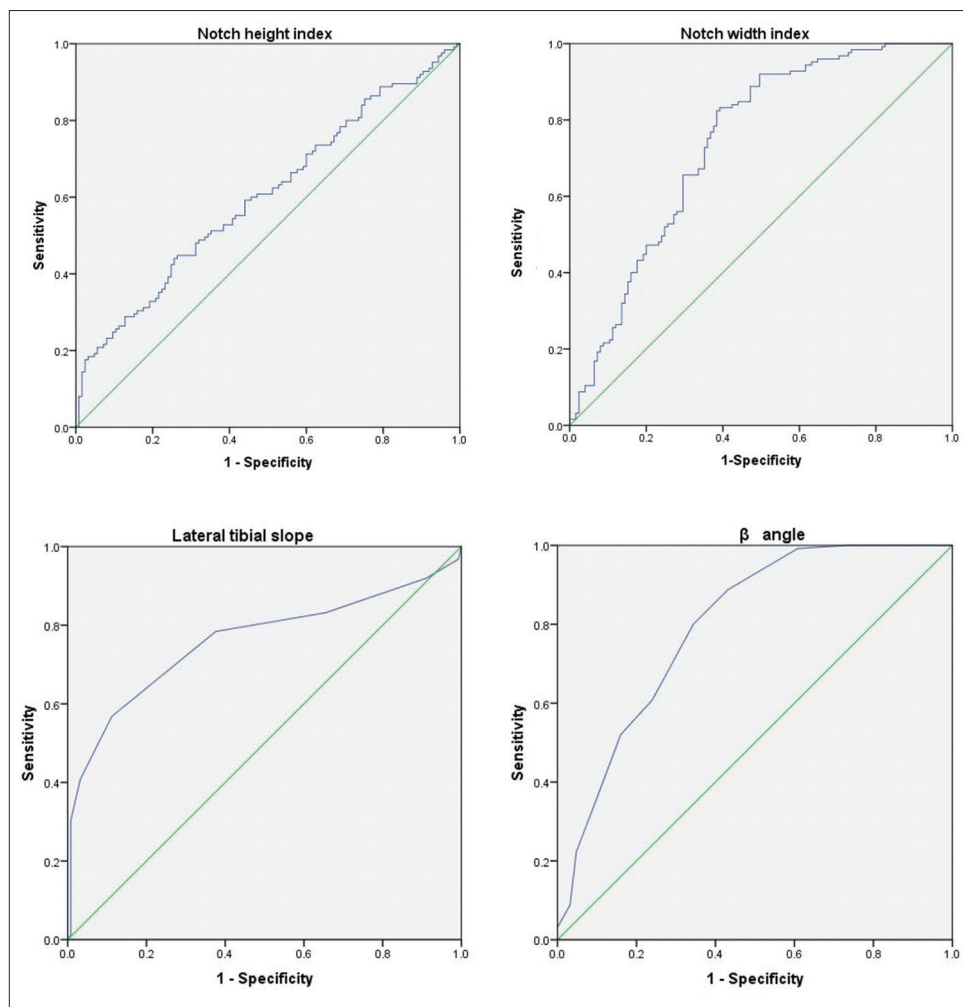 Notch height index
1.0
0.8
0.6
0.4
0.2
0.0
Sensitivity
0.0 0.2 0.4 0.6 0.8 1.0
1 - Specificity
Notch width index
1.0
0.8
0.6
0.4
0.2
0.0
Sensitivity
0.0 0.2 0.4 0.6 0.8 1.0
1-Specificity
Lateral tibial slope
1.0
0.8
0.6
0.4
0.2
0.0
Sensitivity
0.0 0.2 0.4 0.6 0.8 1.0
1 - Specificity
β angle
1.0
0.8
0.6
0.4
0.2
0.0
Sensitivity
0.0 0.2 0.4 0.6 0.8 1.0
1 - Specificity